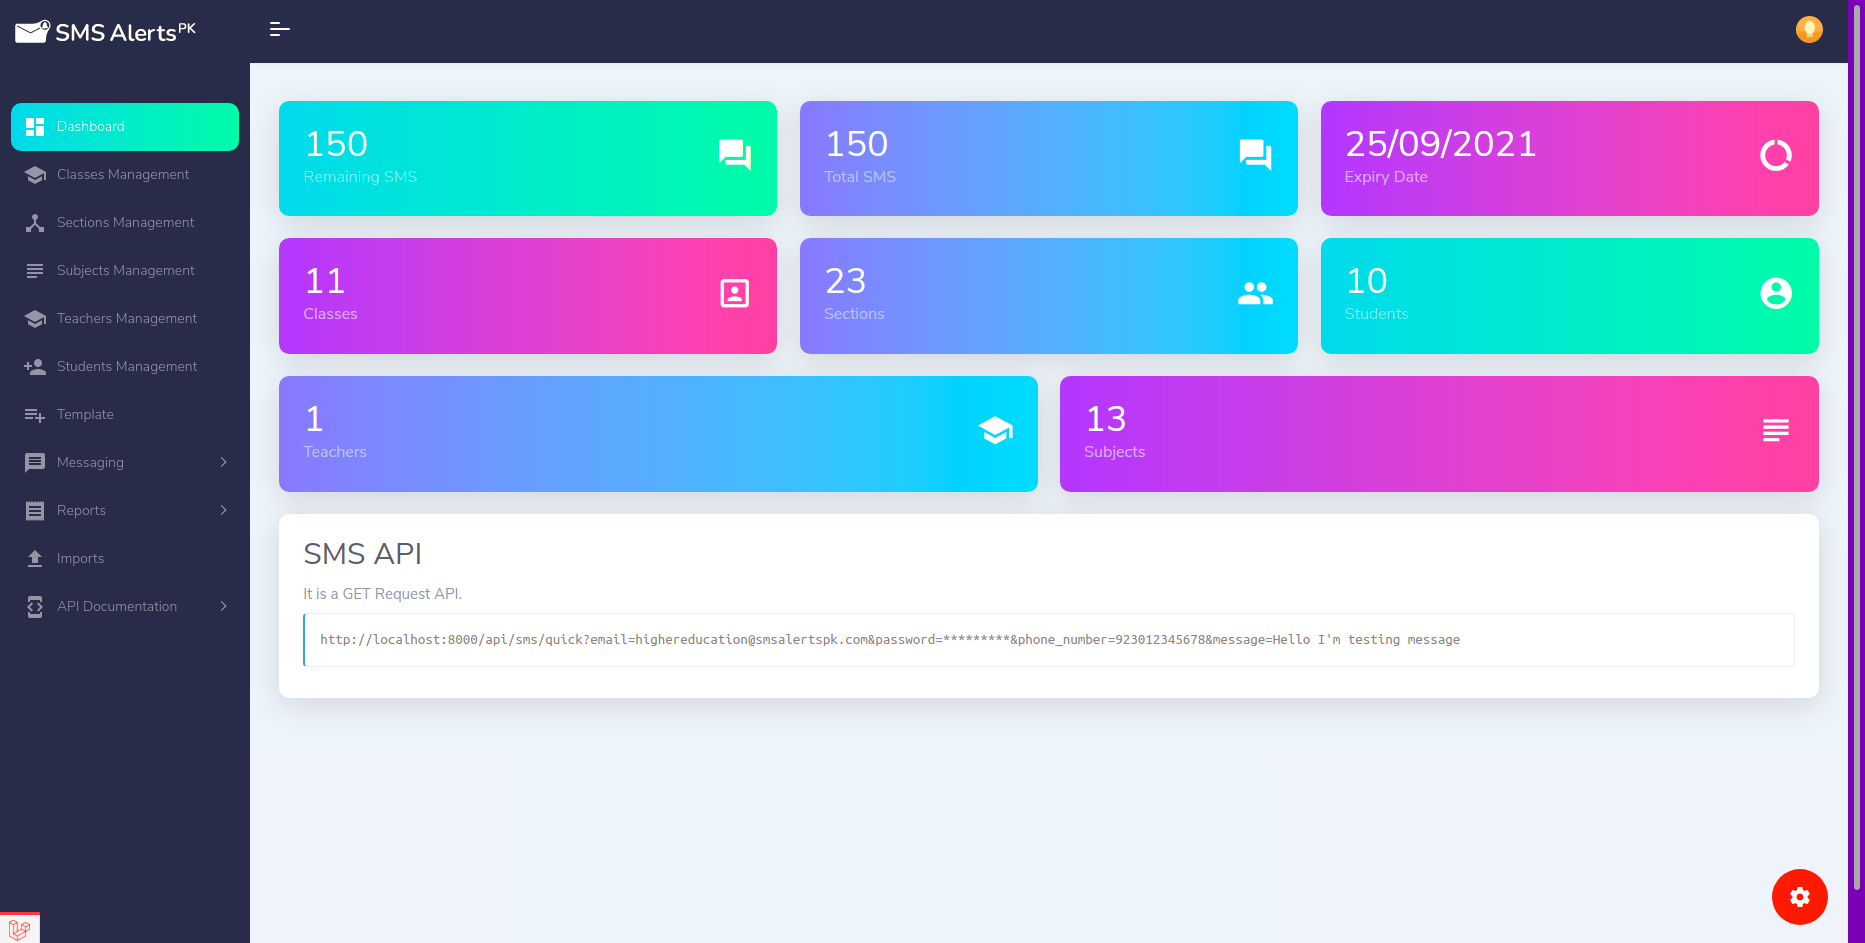 SMS Alerts PK
Dashboard
Classes Management
Sections Management
Subjects Management
Teachers Management
Students Management
Template
Messaging
Reports
Imports
API Documentation
150
Remaining SMS
150
Total SMS
25/09/2021
Expiry Date
11
Classes
23
Sections
10
Students
1
Teachers
13
Subjects
SMS API
It is a GET Request API.
http://localhost:8000/api/sms/quick?email=highereducation@smsalertspk.com&password=*********&phone_number=923012345678&message=Hello I'm testing message